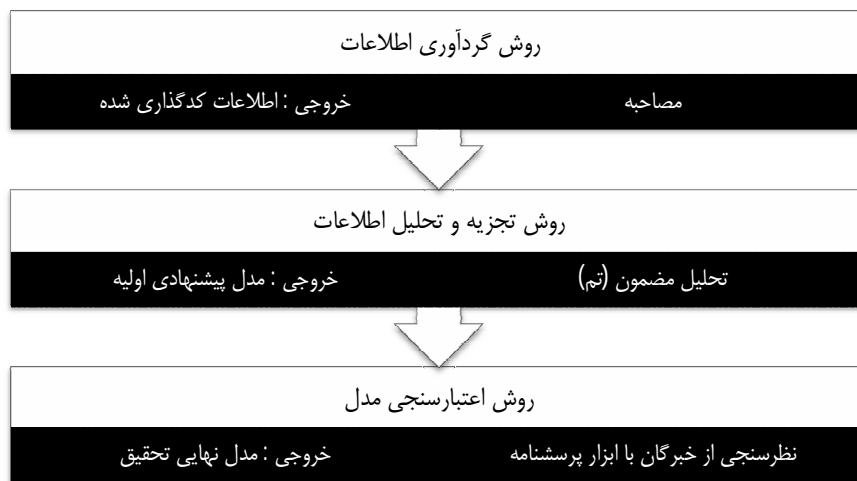 روش گردآوری اطلاعات
مصاحبه خروجی : اطلاعات کدگذاری شده
روش تجزیه و تحلیل اطلاعات
تحلیل مضمون (تم) خروجی : مدل پیشنهادی اولیه
روش اعتبارسنجی مدل
نظرسنجی از خبرگان با ابزار پرسشنامه خروجی : مدل نهایی تحقیق